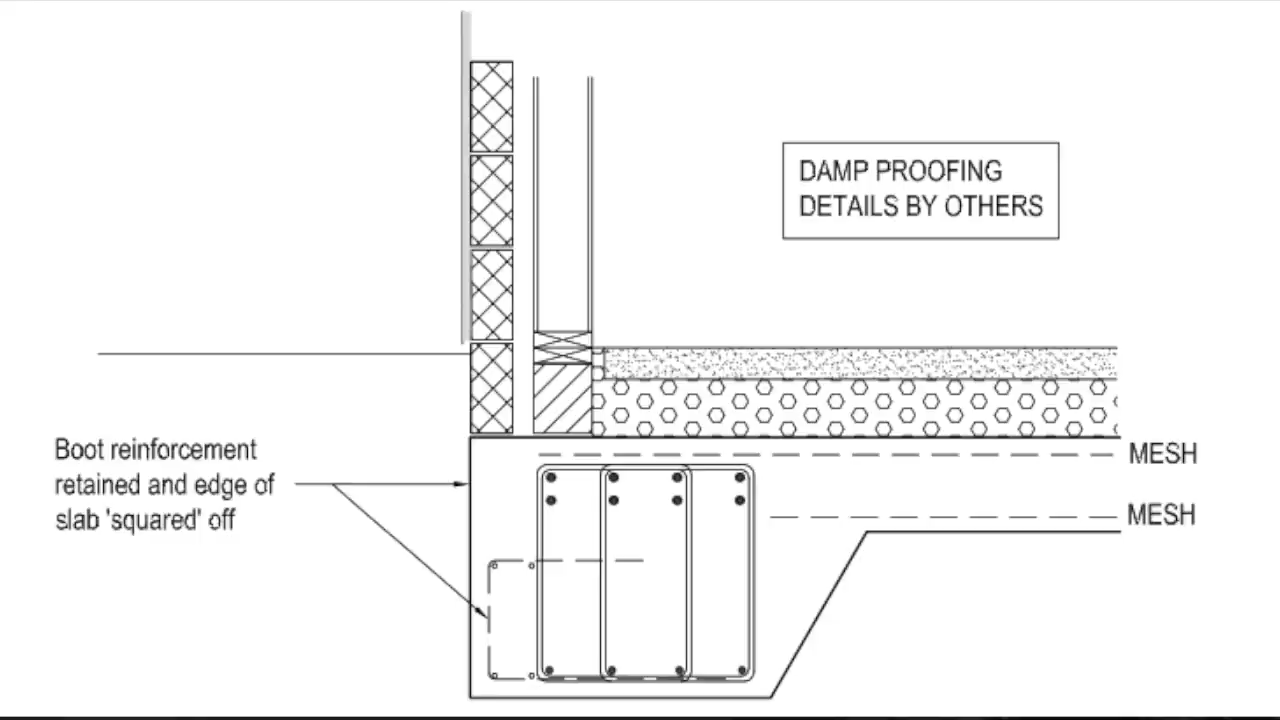 DAMP PROOFING
DETAILS BY OTHERS
Boot reinforcement
retained and edge of
slab 'squared' off
MESH
MESH